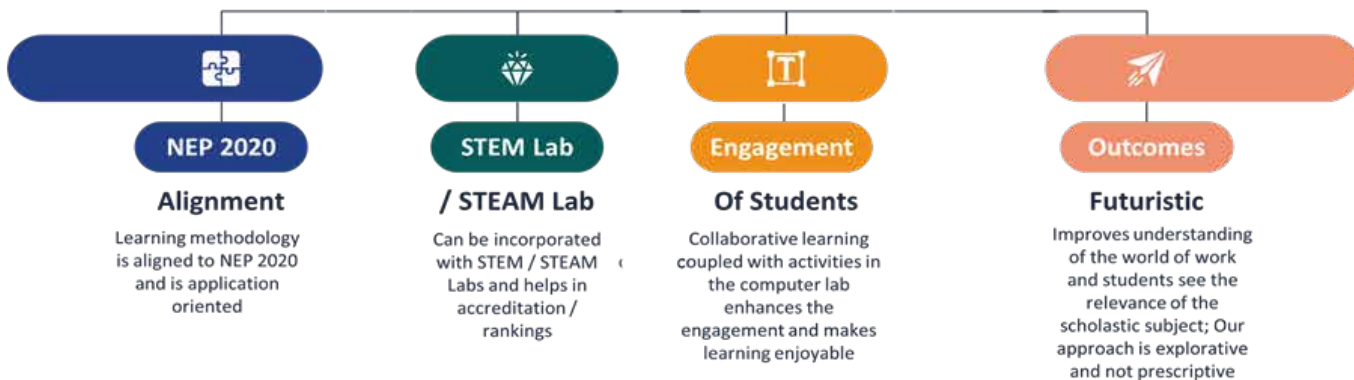 NEP 2020
Alignment
Learning methodology
is aligned to NEP 2020
and is application
oriented
STEM Lab
/ STEAM Lab
Can be incorporated
with STEM / STEAM
Labs and helps in
accreditation /
rankings
T
Engagement
Of Students
Collaborative learning
coupled with activities in
the computer lab
enhances the
engagement and makes
learning enjoyable
Outcomes
Futuristic
Improves understanding
of the world of work
and students see the
relevance of the
scholastic subject; Our
approach is explorative
and not prescriptive